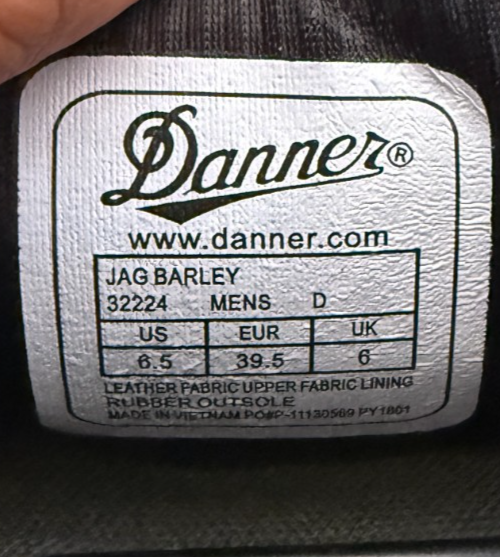 Danner®
www.danner.com
JAG BARLEY
32224 MENS D
US EUR UK
6.5 39.5 6
LEATHER FABRIC UPPER FABRIC LINING
RUBBER OUTSOLE
MADE IN VIETNAM PO#P-11130569 PY1801